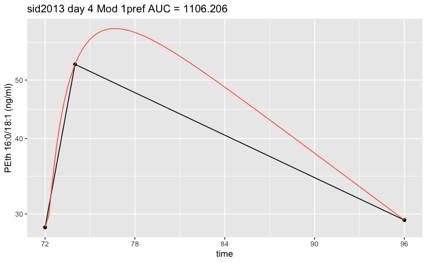 sid2013 day 4 Mod 1pref AUC = 1106.206
PEth 16:0/18:1 (ng/ml)
50
40
30
72
78
84
90
96
time